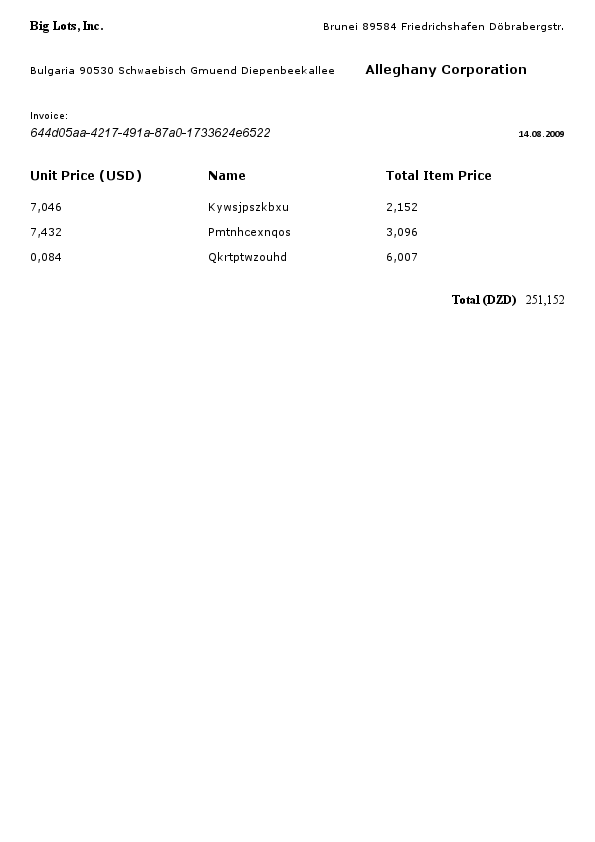 Big Lots, Inc. Brunei 89584 Friedrichshafen Döbrabergstr.
Bulgaria 90530 Schwaebisch Gmuend Diepenbeekallee Alleghany Corporation
Invoice:
644d05aa-4217-491a-87a0-1733624e6522 14.08.2009
Unit Price (USD) Name Total Item Price
7,046 Kywsjpszkbxu 2,152
7,432 Pmtnhcexnqos 3,096
0,084 Qkrtptwzouhd 6,007
Total (DZD) 251,152